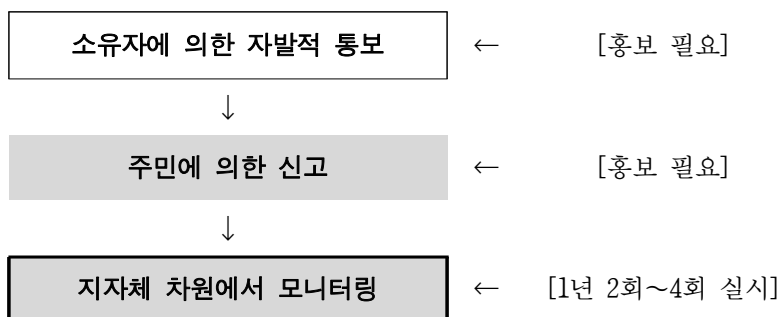 소유자에 의한 자발적 통보 ← [홍보 필요]
↓
주민에 의한 신고 ← [홍보 필요]
↓
지자체 차원에서 모니터링 ← [1년 2회~4회 실시]